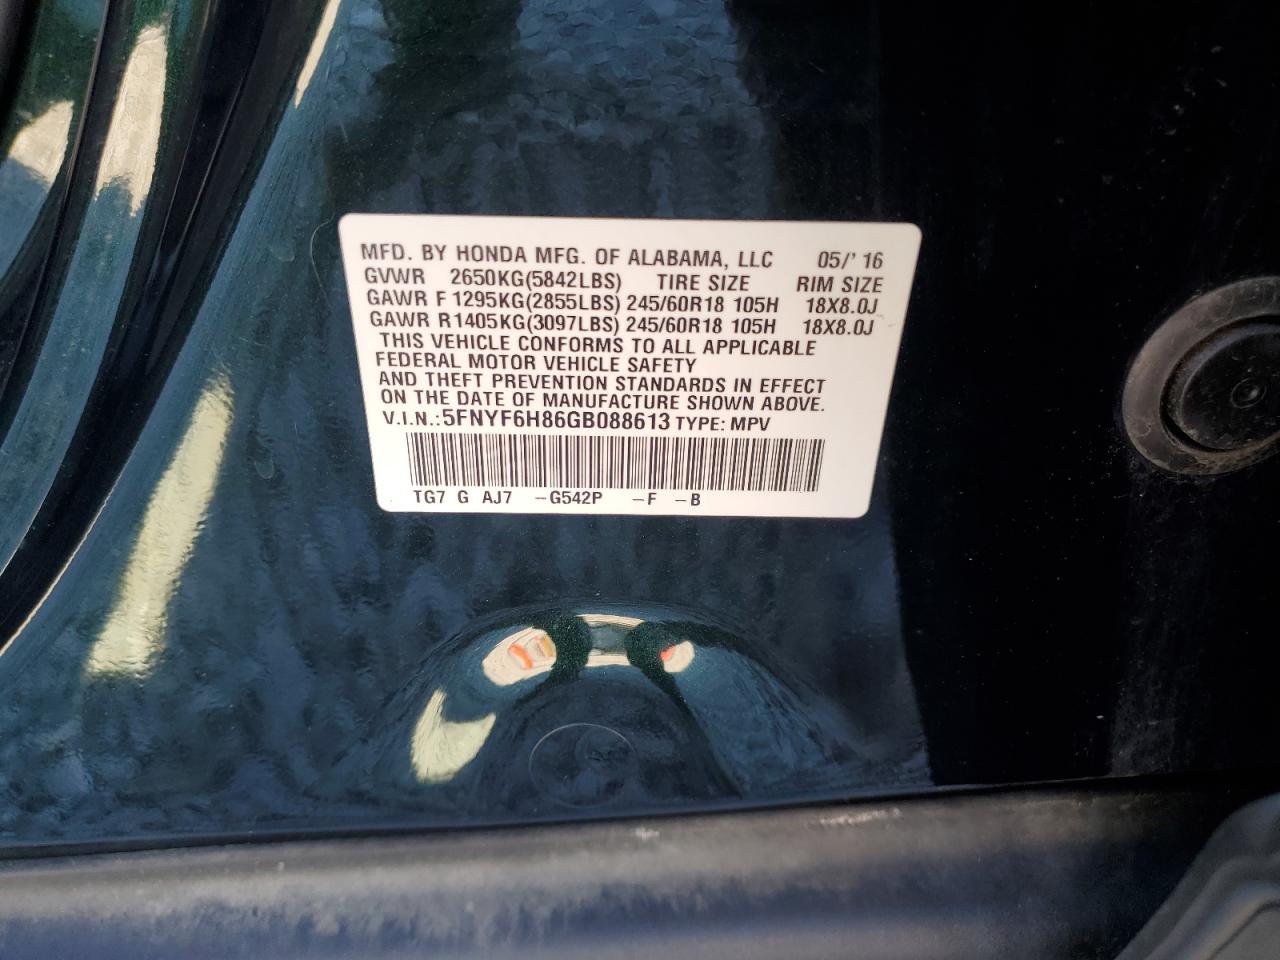 MFD. BY HONDA MFG. OF ALABAMA, LLC 05/'16
GVWR 2650KG(5842LBS) TIRE SIZE RIM SIZE
GAWR F 1295KG(2855LBS) 245/60R18 105H 18X8.0J
GAWR R1405KG(3097LBS) 245/60R18 105H 18X8.0J
THIS VEHICLE CONFORMS TO ALL APPLICABLE
FEDERAL MOTOR VEHICLE SAFETY
AND THEFT PREVENTION STANDARDS IN EFFECT
ON THE DATE OF MANUFACTURE SHOWN ABOVE.
V.I.N.:5FNYF6H86GB088613 TYPE: MPV
TG7 G AJ7 -G542P -F -B